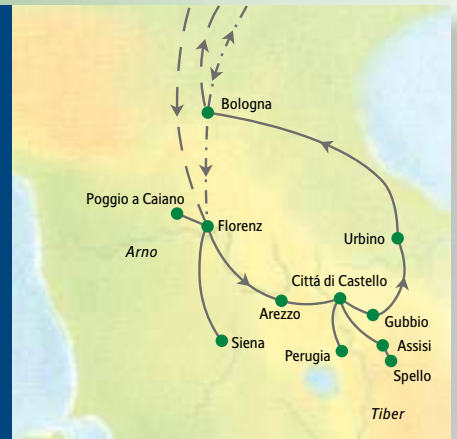 Bologna
Poggio a Caiano
Florenz
Arno
Urbino
Cittá di Castello
Arezzo
Gubbio
Siena
Perugia
Assisi
Spello
Tiber